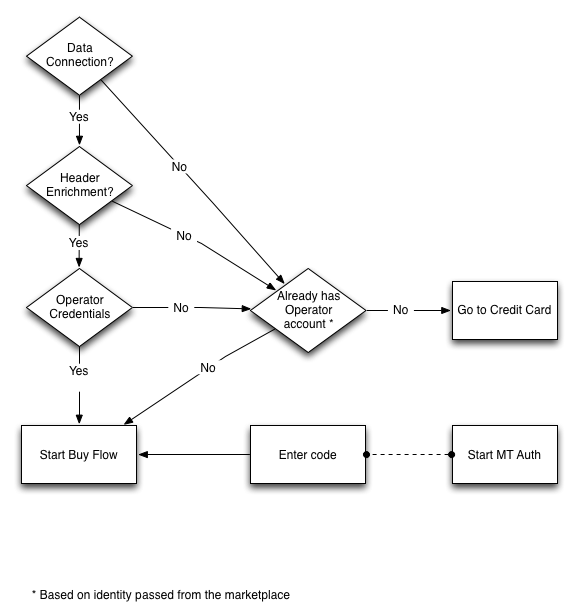 Data
Connection?
Yes
No
Header
Enrichment?
No
Yes
Operator
Credentials
No
Already has
Operator
account *
No
Go to Credit Card
Yes
No
Start Buy Flow
Enter code
Start MT Auth
* Based on identity passed from the marketplace